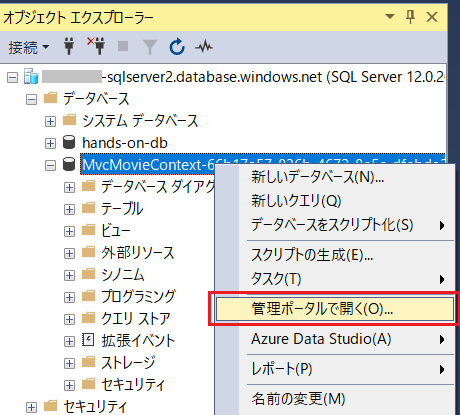 オブジェクト エクスプローラー
接続
-sqlserver2.database.windows.net (SQL Server 12.0.20
データベース
システム データベース
hands-on-db
MvcMovieContext-66b17e57-826b-4673-9e5c
データベース ダイアグ
テーブル
ビュー
外部リソース
シノニム
プログラミング
クエリ ストア
拡張イベント
ストレージ
セキュリティ
セキュリティ
新しいデータベース(N)...
新しいクエリ(Q)
データベースをスクリプト化(S)
スクリプトの生成(E)...
タスク(T)
管理ポータルで開く(O)...
Azure Data Studio(A)
レポート(P)
名前の変更(M)